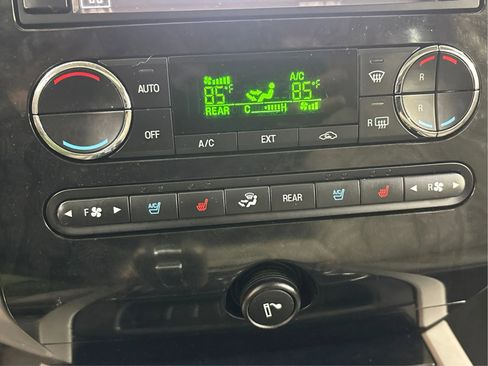 AUTO
OFF
A/C
85°F 85°F
REAR C H
A/C EXT
R
R
R
◄ F ► A/C REAR A/C ◄ R ►